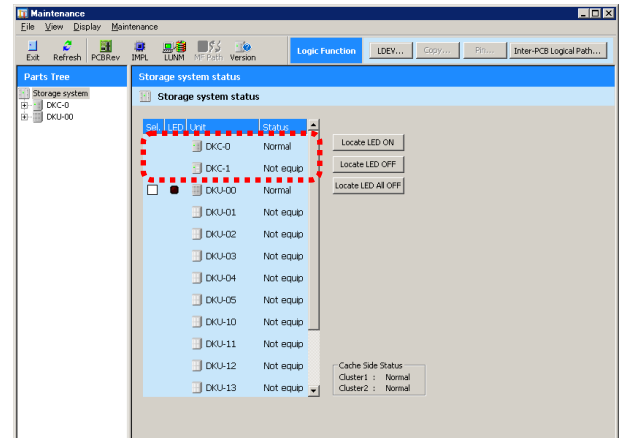 Maintenance
File View Display Maintenance
Exit Refresh PCBRev IMPL LUNM MF Path Version Logic Function LDEV... Copy... Pin... Inter-PCB Logical Path...
Parts Tree
Storage system status
Storage system
DKC-0
DKU-00
Storage system status
Sel. LED Unit Status
DKC-0 Normal
DKC-1 Not equip
DKU-00 Normal
DKU-01 Not equip
DKU-02 Not equip
DKU-03 Not equip
DKU-04 Not equip
DKU-05 Not equip
DKU-10 Not equip
DKU-11 Not equip
DKU-12 Not equip
DKU-13 Not equip
Locate LED ON
Locate LED OFF
Locate LED All OFF
Cache Side Status
Cluster1 : Normal
Cluster2 : Normal